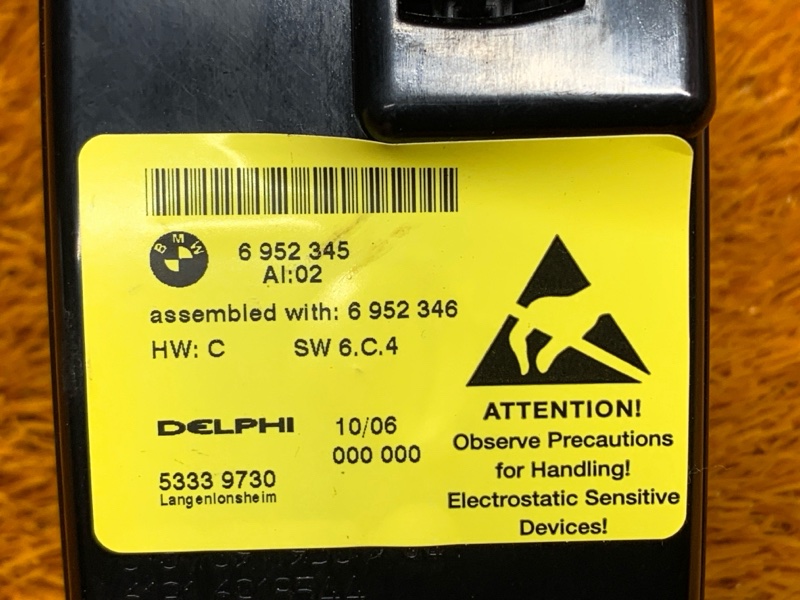 BMW
6 952 345
AI:02
assembled with: 6 952 346
HW: C SW 6.C.4
DELPHI 10/06
000 000
5333 9730
Langenlonsheim
ATTENTION!
Observe Precautions
for Handling!
Electrostatic Sensitive
Devices!